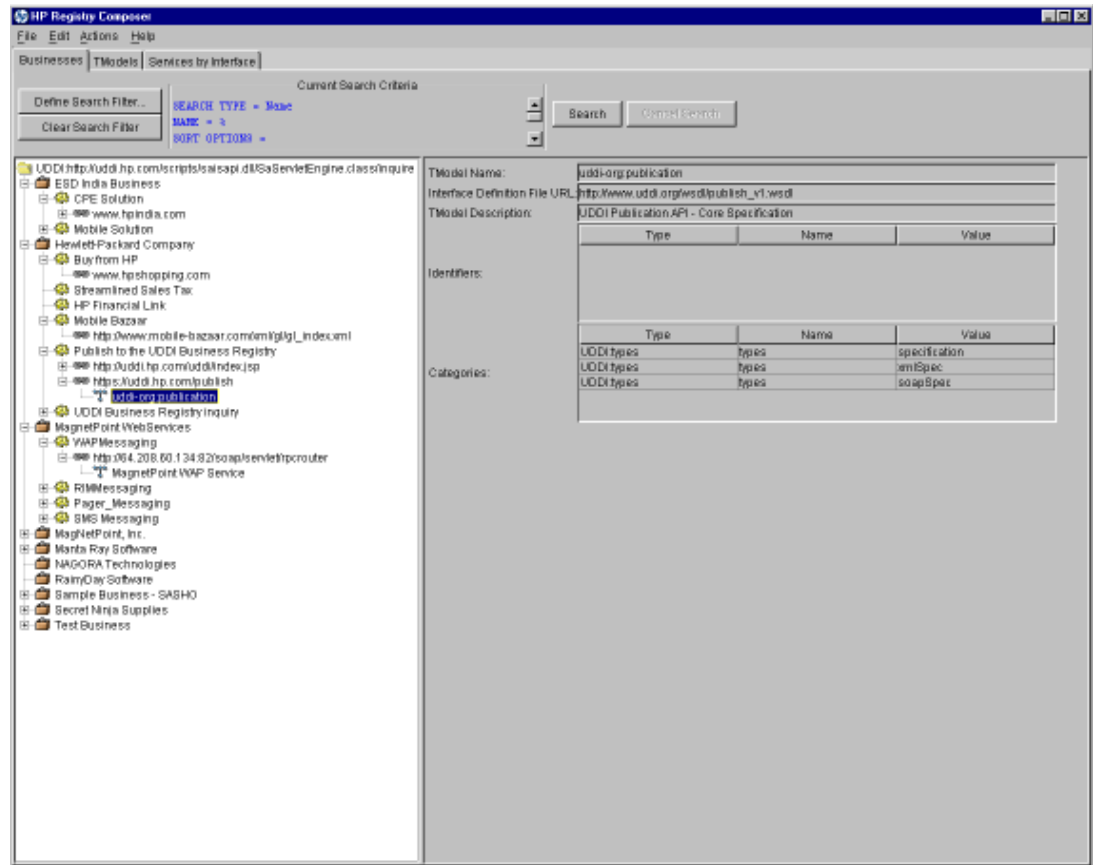 HP Registry Composer
File Edit Actions Help
Businesses TModels Services by Interface
Current Search Criteria
Define Search Filter...
Clear Search Filter
SEARCH TYPE = Name
NAME = %
SORT OPTIONS =
Search Cancel Search
UDDI:http://uddi.hp.com/scripts/saisapi.dll/SaServletEngine.class/inquire
ESD India Business
CPE Solution
www.hpindia.com
Mobile Solution
Hewlett-Packard Company
Buy from HP
www.hpshopping.com
Streamlined Sales Tax
HP Financial Link
Mobile Bazaar
http://www.mobile-bazaar.com/xml/gl/gl_index.xml
Publish to the UDDI Business Registry
http://uddi.hp.com/uddi/index.jsp
https://uddi.hp.com/publish
uddi-org:publication
UDDI Business Registry inquiry
MagnetPoint WebServices
WAPMessaging
http://64.208.60.134:82/soap/servlet/rpcrouter
MagnetPoint WAP Service
RIMMessaging
Pager_Messaging
SMS Messaging
MagNetPoint, Inc.
Manta Ray Software
NAGORA Technologies
RainyDay Software
Sample Business - SASHO
Secret Ninja Supplies
Test Business
TModel Name: uddi-org:publication
Interface Definition File URL: http://www.uddi.org/wsdl/publish_v1.wsdl
TModel Description: UDDI Publication API - Core Specification
Type Name Value
Identifiers:
Type Name Value
UDDI:types types specification
UDDI:types types xmlSpec
UDDI:types types soapSpec
Categories: